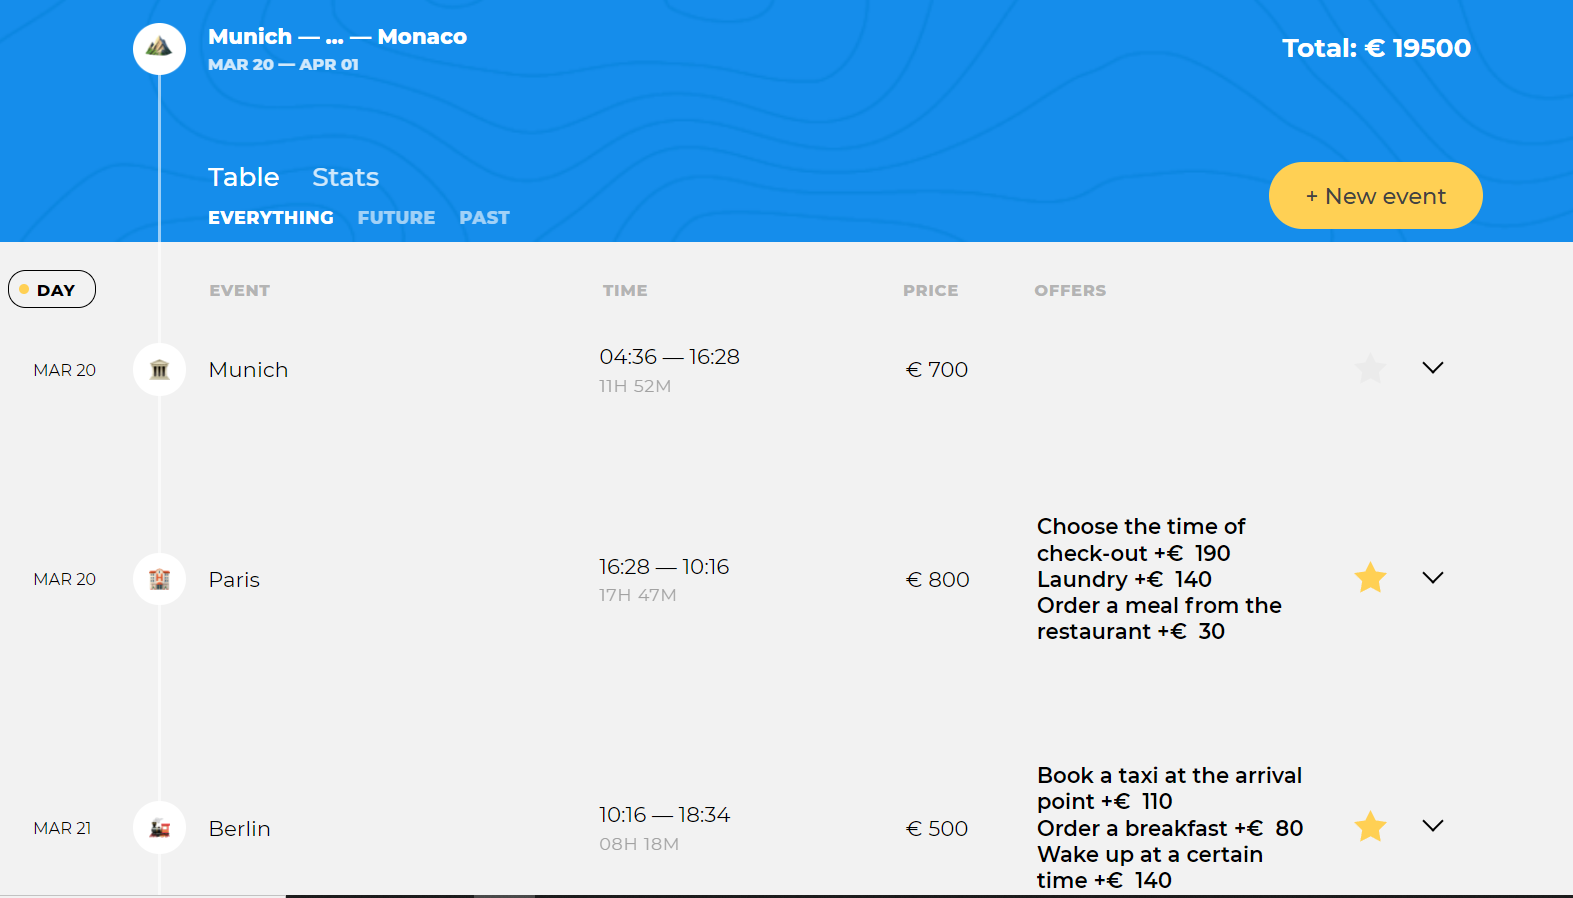 Munich — ... — Monaco
MAR 20 — APR 01
Total: € 19500
Table Stats
EVERYTHING FUTURE PAST
+ New event
DAY EVENT TIME PRICE OFFERS
MAR 20 Munich 04:36 — 16:28 € 700
11H 52M
Choose the time of
check-out +€ 190
MAR 20 Paris 16:28 — 10:16 € 800
17H 47M
Laundry +€ 140
Order a meal from the
restaurant +€ 30
Book a taxi at the arrival
point +€ 110
MAR 21 Berlin 10:16 — 18:34 € 500
08H 18M
Order a breakfast +€ 80
Wake up at a certain
time +€ 140